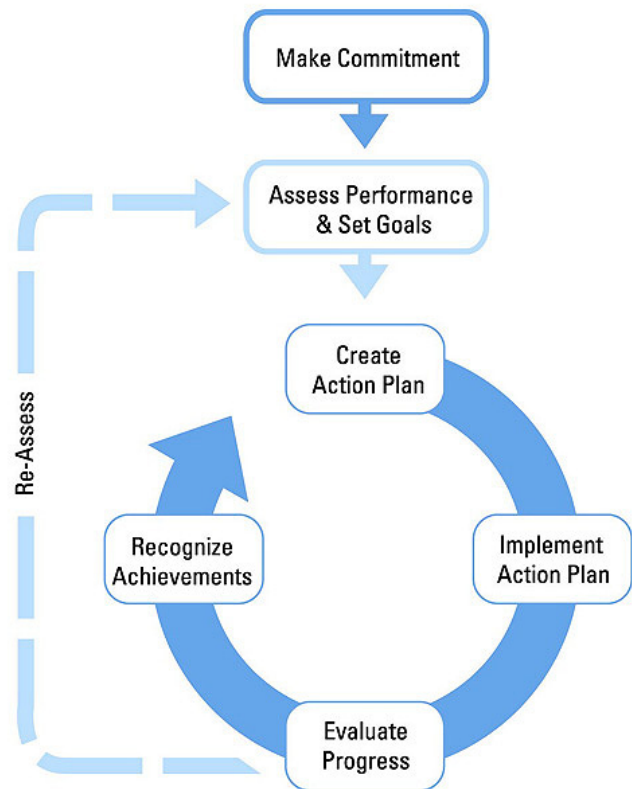 Make Commitment
Assess Performance
& Set Goals
Create
Action Plan
Implement
Action Plan
Evaluate
Progress
Recognize
Achievements
Re-Assess